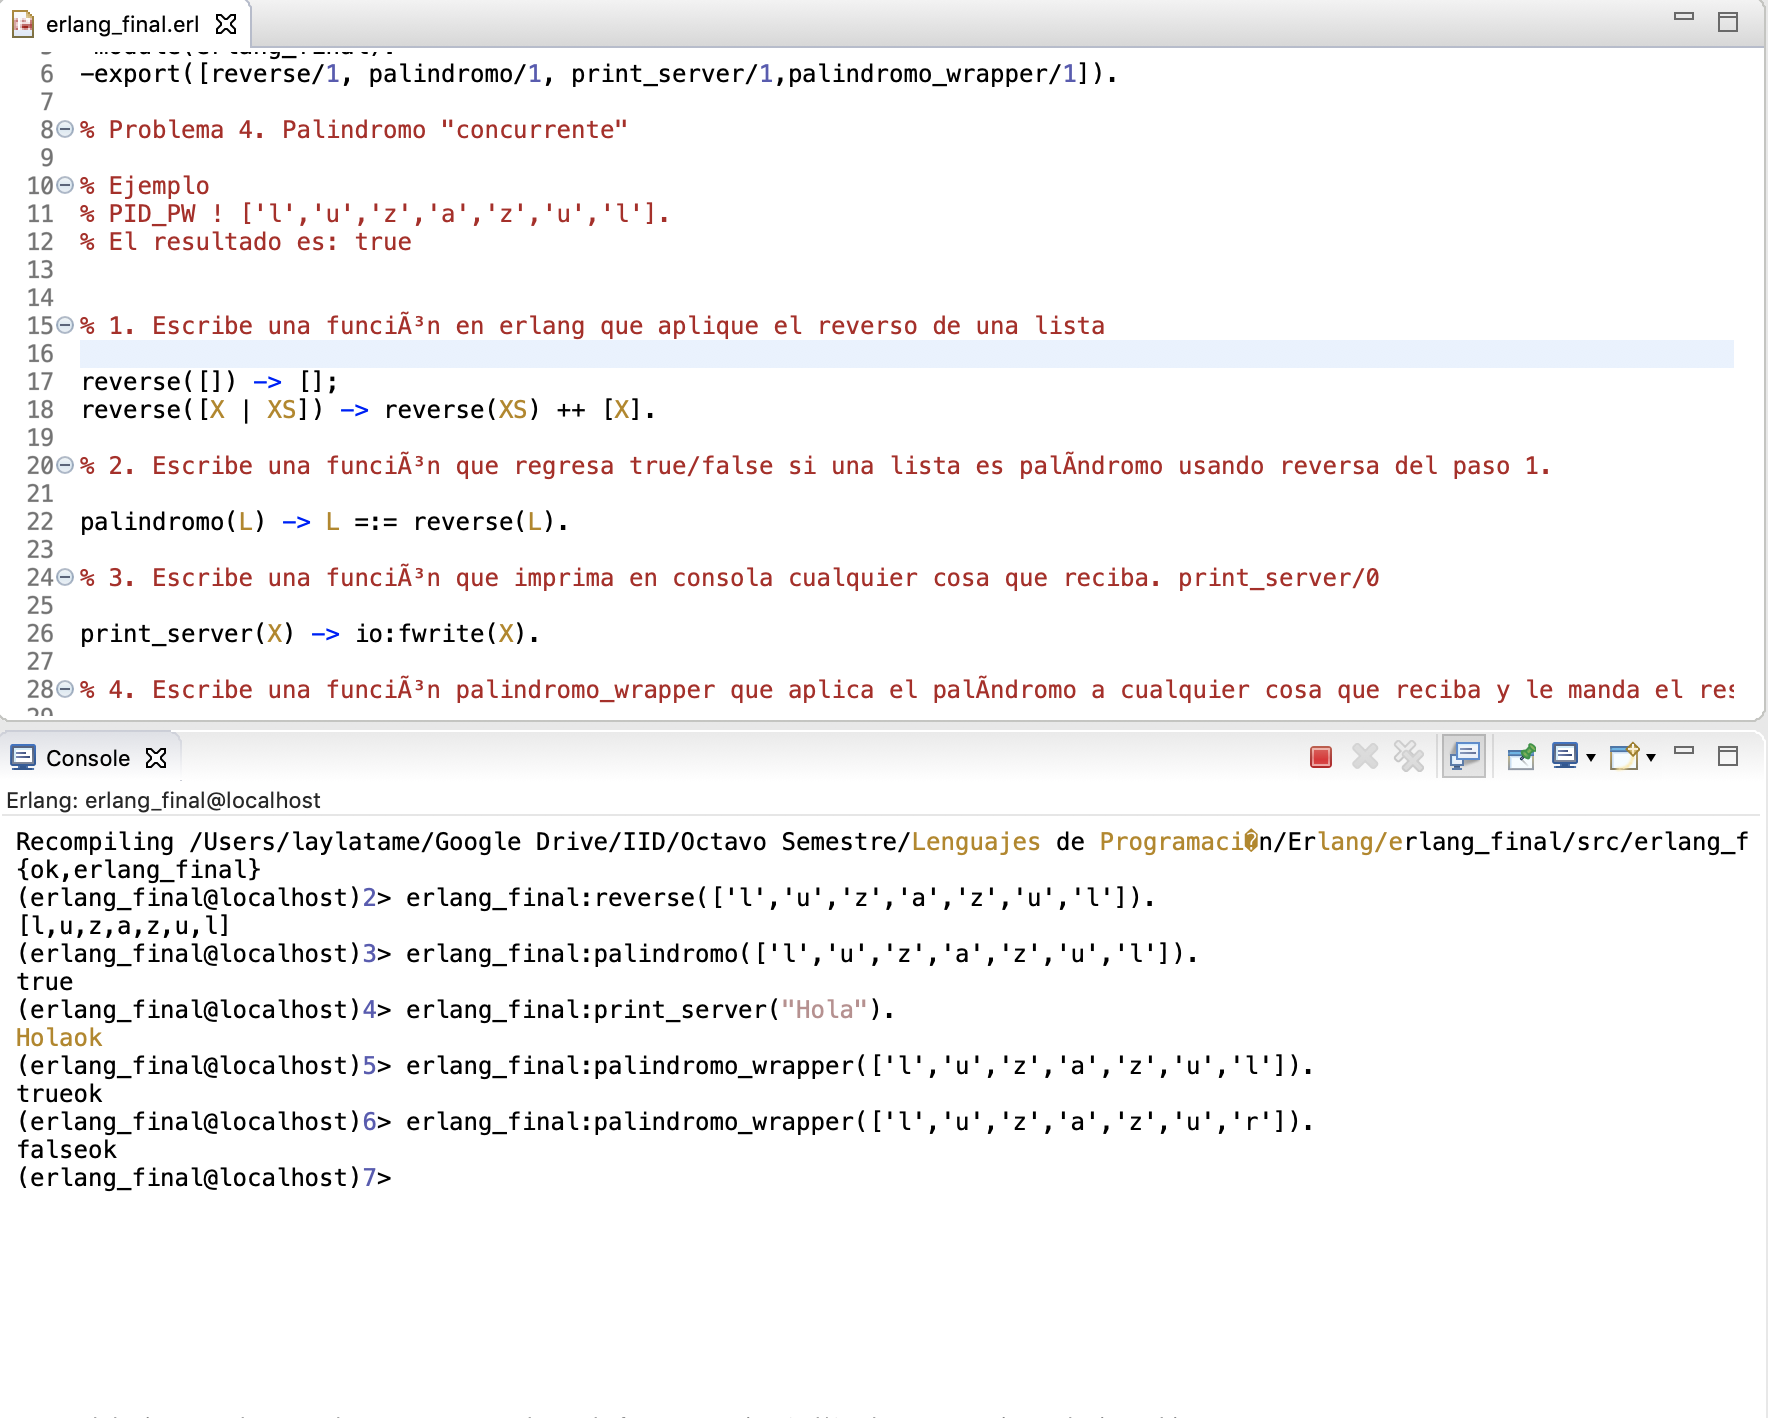 erlang_final.erl
6 -export([reverse/1, palindromo/1, print_server/1,palindromo_wrapper/1]).
7
8 % Problema 4. Palindromo "concurrente"
9
10 % Ejemplo
11 % PID_PW ! ['l','u','z','a','z','u','l'].
12 % El resultado es: true
13
14
15 % 1. Escribe una funciÃ³n en erlang que aplique el reverso de una lista
16
17 reverse([]) -> [];
18 reverse([X | XS]) -> reverse(XS) ++ [X].
19
20 % 2. Escribe una funciÃ³n que regresa true/false si una lista es palÃndromo usando reversa del paso 1.
21
22 palindromo(L) -> L =:= reverse(L).
23
24 % 3. Escribe una funciÃ³n que imprima en consola cualquier cosa que reciba. print_server/0
25
26 print_server(X) -> io:fwrite(X).
27
28 % 4. Escribe una funciÃ³n palindromo_wrapper que aplica el palÃndromo a cualquier cosa que reciba y le manda el res
Console
Erlang: erlang_final@localhost
Recompiling /Users/laylatame/Google Drive/IID/Octavo Semestre/Lenguajes de Programaci�n/Erlang/erlang_final/src/erlang_f
{ok,erlang_final}
(erlang_final@localhost)2> erlang_final:reverse(['l','u','z','a','z','u','l']).
[l,u,z,a,z,u,l]
(erlang_final@localhost)3> erlang_final:palindromo(['l','u','z','a','z','u','l']).
true
(erlang_final@localhost)4> erlang_final:print_server("Hola").
Holaok
(erlang_final@localhost)5> erlang_final:palindromo_wrapper(['l','u','z','a','z','u','l']).
trueok
(erlang_final@localhost)6> erlang_final:palindromo_wrapper(['l','u','z','a','z','u','r']).
falseok
(erlang_final@localhost)7>